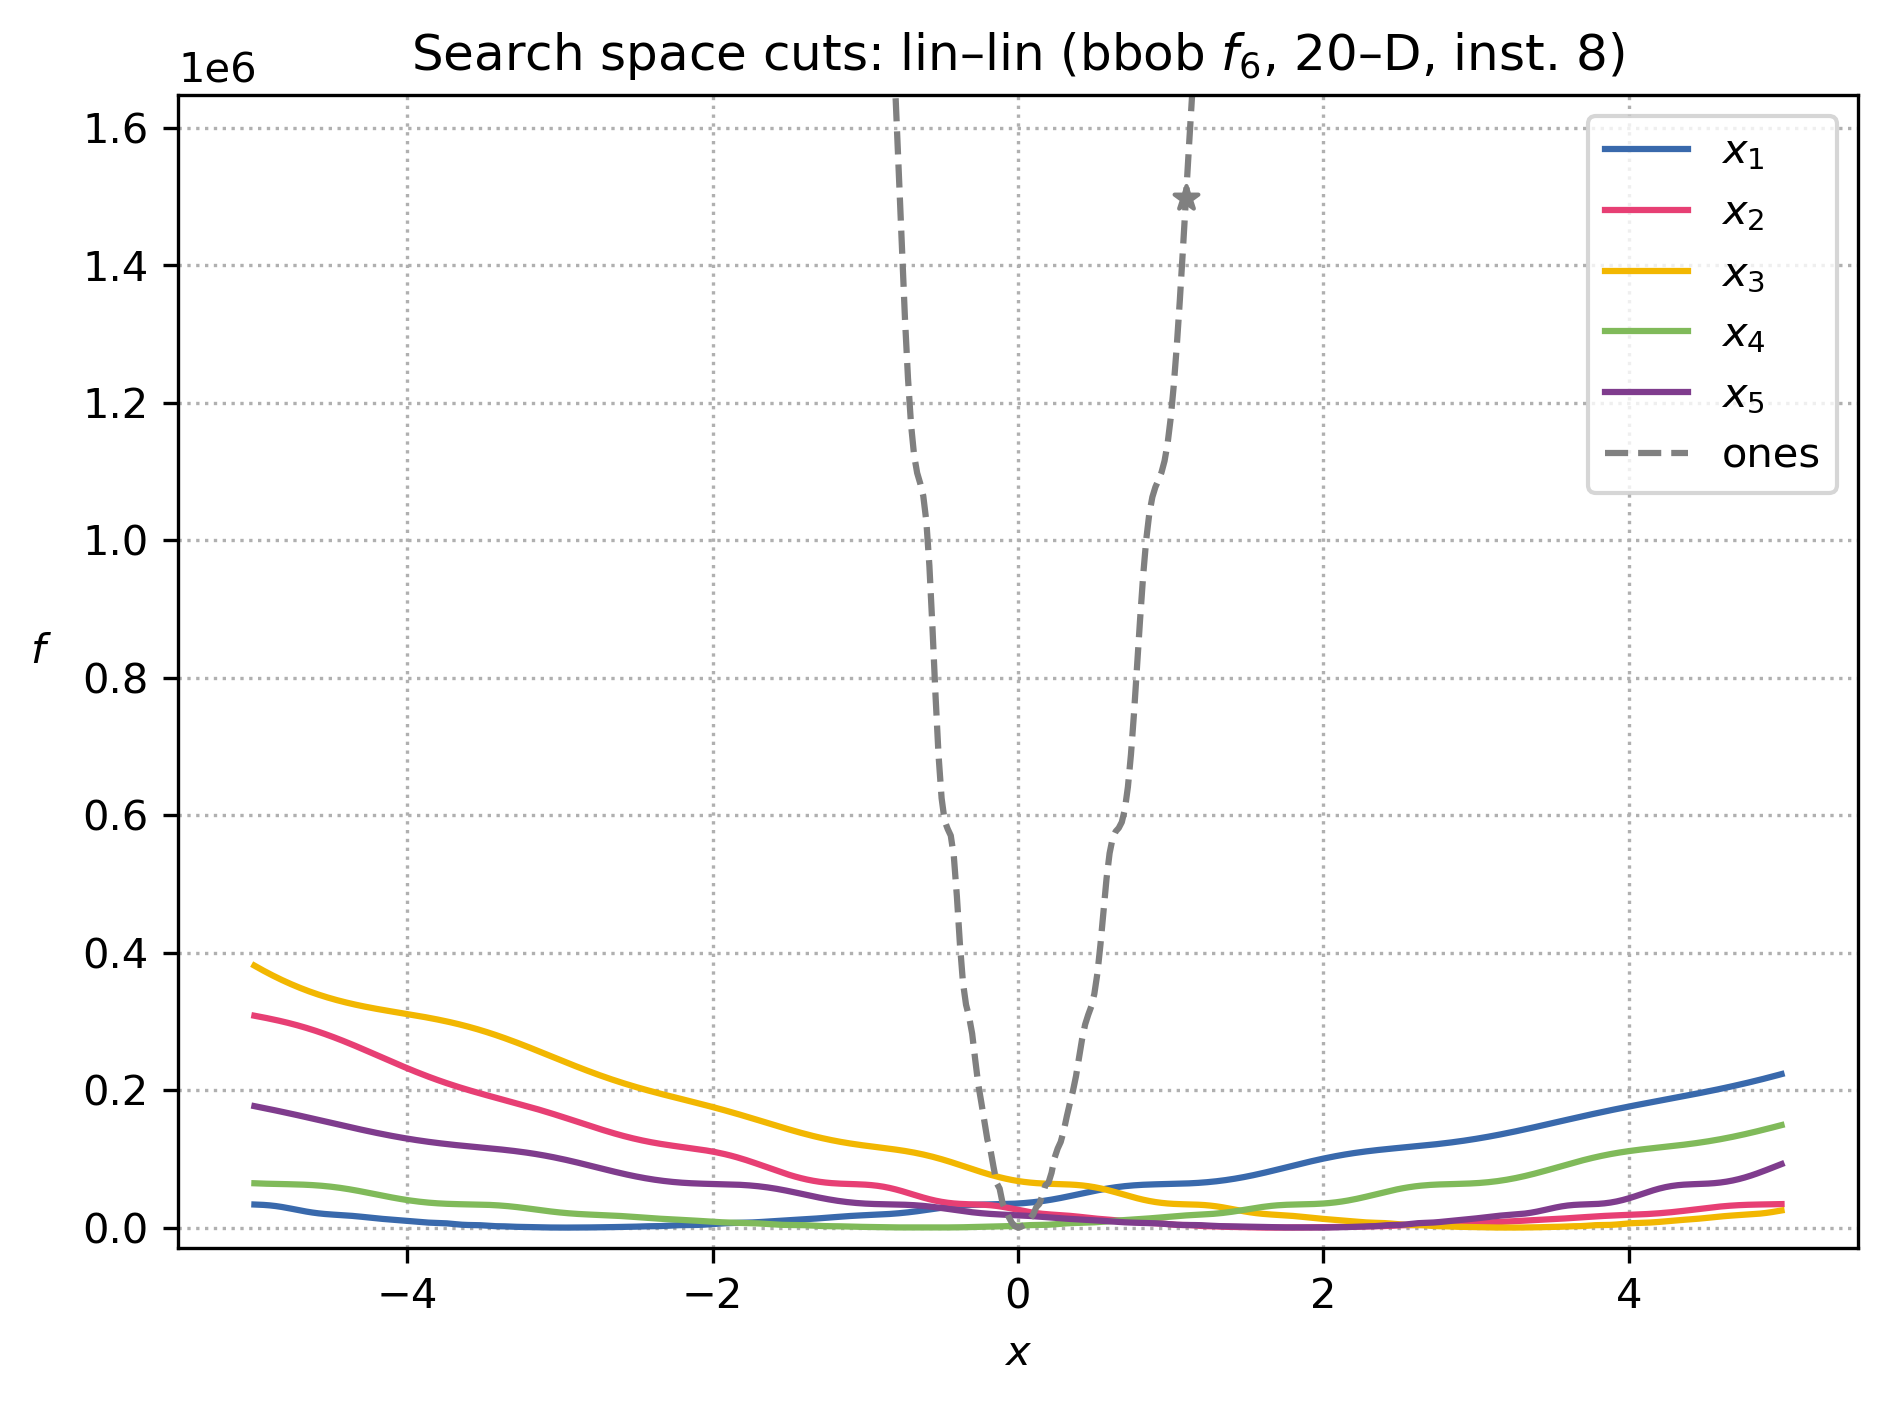 Search space cuts: lin–lin (bbob f₆, 20–D, inst. 8)
1e6
1.6
1.4
1.2
1.0
0.8
0.6
0.4
0.2
0.0
f
−4
−2
0
2
4
x
x₁
x₂
x₃
x₄
x₅
ones